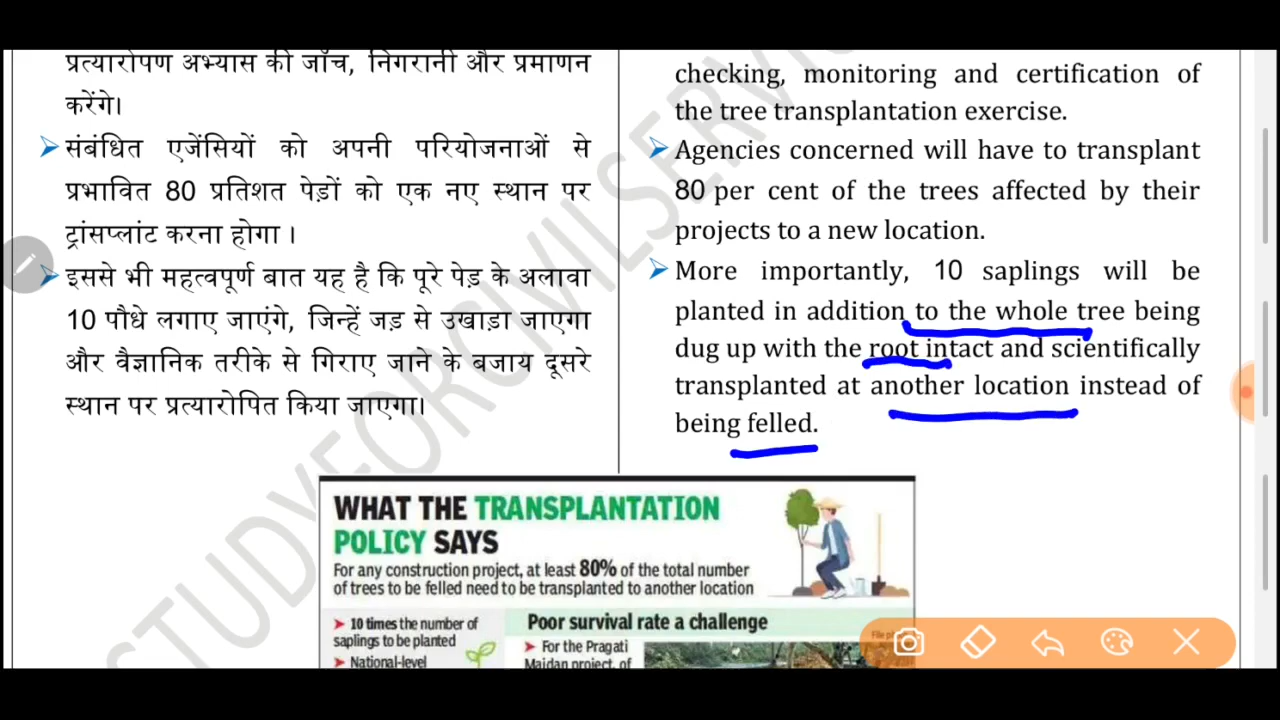 प्रत्यारोपण अभ्यास की जाँच, निगरानी और प्रमाणन
करेंगे।
संबंधित एजेंसियों को अपनी परियोजनाओं से
प्रभावित 80 प्रतिशत पेड़ों को एक नए स्थान पर
ट्रांसप्लांट करना होगा ।
इससे भी महत्वपूर्ण बात यह है कि पूरे पेड़ के अलावा
10 पौधे लगाए जाएंगे, जिन्हें जड़ से उखाड़ा जाएगा
और वैज्ञानिक तरीके से गिराए जाने के बजाय दूसरे
स्थान पर प्रत्यारोपित किया जाएगा।
checking, monitoring and certification of
the tree transplantation exercise.
Agencies concerned will have to transplant
80 per cent of the trees affected by their
projects to a new location.
More importantly, 10 saplings will be
planted in addition to the whole tree being
dug up with the root intact and scientifically
transplanted at another location instead of
being felled.
STUDYFORCIVILSERVIC
WHAT THE TRANSPLANTATION
POLICY SAYS
For any construction project, at least 80% of the total number
of trees to be felled need to be transplanted to another location
10 times the number of
saplings to be planted
National-level
Poor survival rate a challenge
For the Pragati
Maidan project, of
File